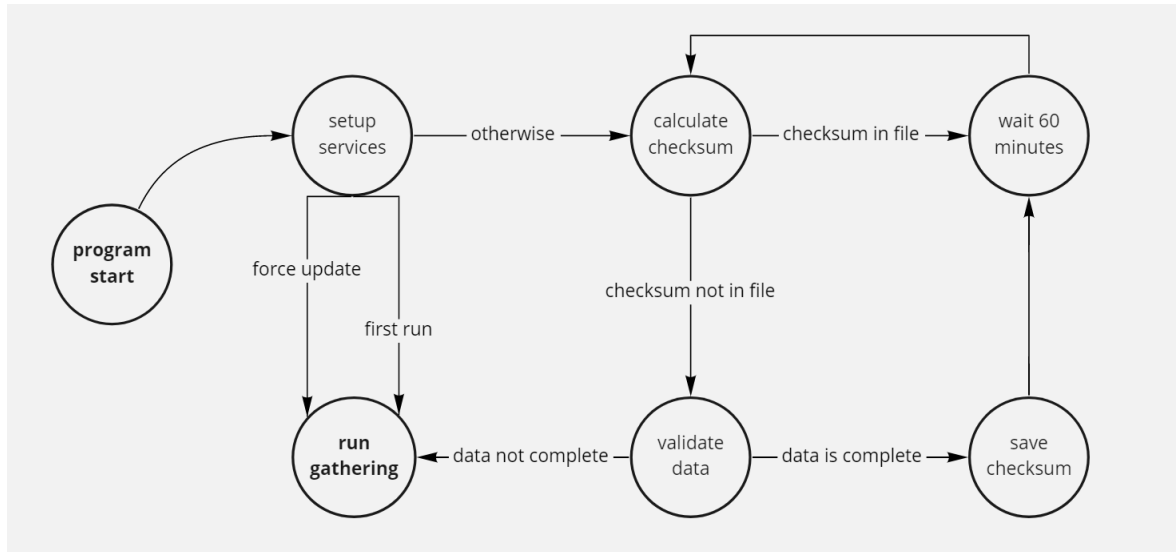 setup
services
otherwise
calculate
checksum
checksum in file
wait 60
minutes
program
start
force update
first run
checksum not in file
run
gathering
data not complete
validate
data
data is complete
save
checksum